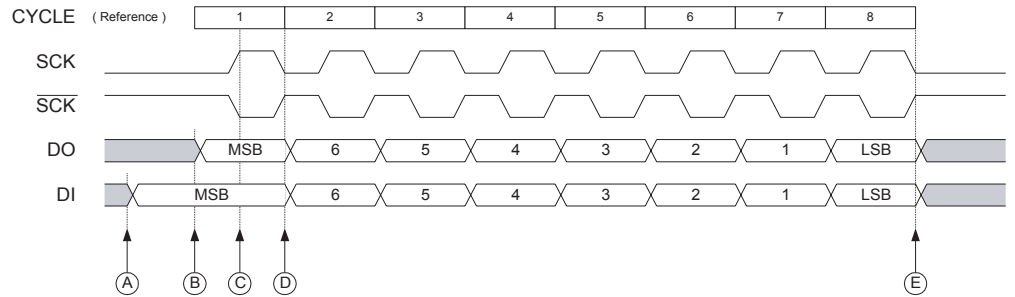 CYCLE ( Reference ) 1 2 3 4 5 6 7 8
SCK
SCK
DO MSB 6 5 4 3 2 1 LSB
DI MSB 6 5 4 3 2 1 LSB
A B C D E